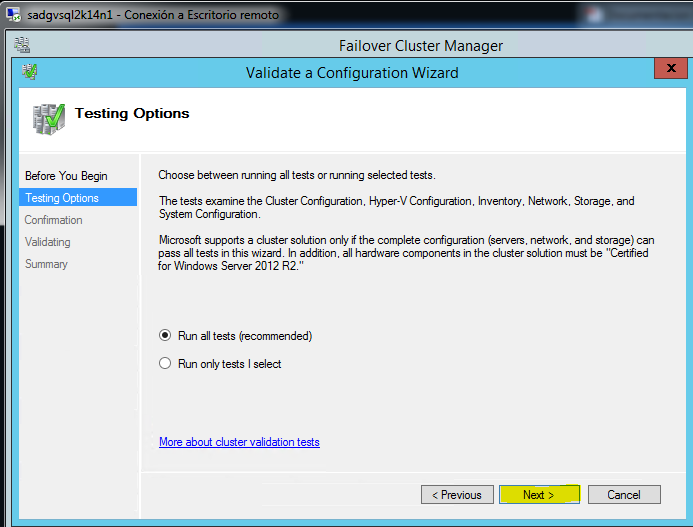 sadgvsql2k14n1 - Conexión a Escritorio remoto
Failover Cluster Manager
Validate a Configuration Wizard
x
Testing Options
Before You Begin
Testing Options
Confirmation
Validating
Summary
Choose between running all tests or running selected tests.
The tests examine the Cluster Configuration, Hyper-V Configuration, Inventory, Network, Storage, and
System Configuration.
Microsoft supports a cluster solution only if the complete configuration (servers, network, and storage) can
pass all tests in this wizard. In addition, all hardware components in the cluster solution must be "Certified
for Windows Server 2012 R2."
Run all tests (recommended)
Run only tests I select
More about cluster validation tests
< Previous
Next >
Cancel